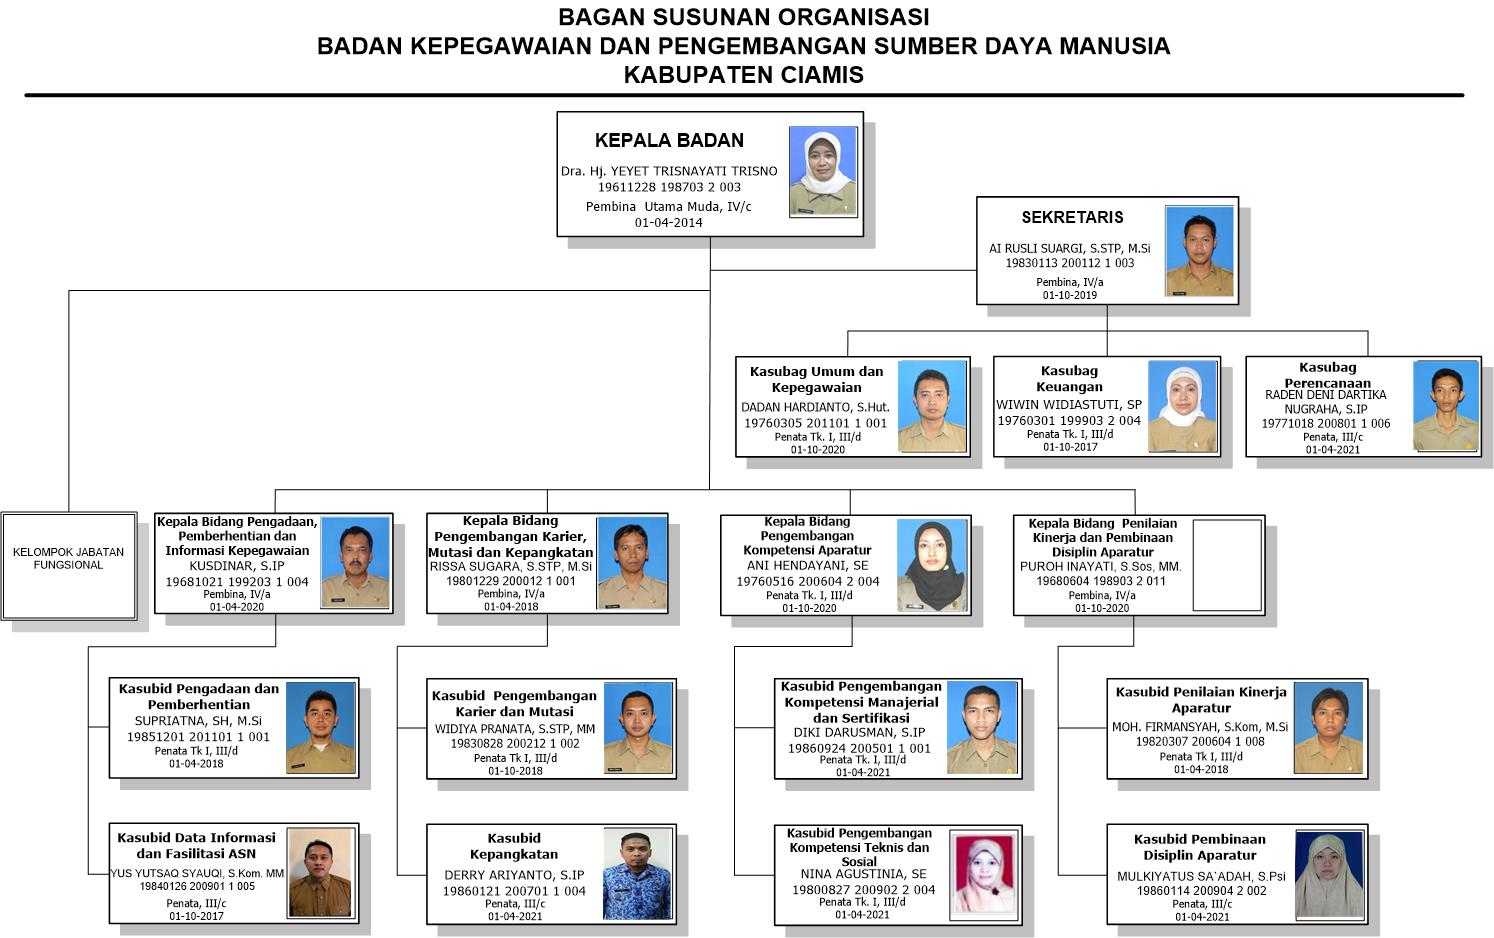 BAGAN SUSUNAN ORGANISASI
BADAN KEPEGAWAIAN DAN PENGEMBANGAN SUMBER DAYA MANUSIA
KABUPATEN CIAMIS
KEPALA BADAN
Dra. Hj. YEYET TRISNAYATI TRISNO
19611228 198703 2 003
Pembina Utama Muda, IV/c
01-04-2014
SEKRETARIS
AI RUSLI SUARGI, S.STP, M.Si
19830113 200112 1 003
Pembina, IV/a
01-10-2019
Kasubag Umum dan
Kepegawaian
DADAN HARDIANTO, S.Hut.
19760305 201101 1 001
Penata Tk. I, III/d
01-10-2020
Kasubag
Keuangan
WIWIN WIDIASTUTI, SP
19760301 199903 2 004
Penata Tk. I, III/d
01-10-2017
Kasubag
Perencanaan
RADEN DENI DARTIKA
NUGRAHA, S.IP
19771018 200801 1 006
Penata, III/c
01-04-2021
KELOMPOK JABATAN
FUNGSIONAL
Kepala Bidang Pengadaan,
Pemberhentian dan
Informasi Kepegawaian
KUSDINAR, S.IP
19681021 199203 1 004
Pembina, IV/a
01-04-2020
Kepala Bidang
Pengembangan Karier,
Mutasi dan Kepangkatan
RISSA SUGARA, S.STP, M.Si
19801229 200012 1 001
Pembina, IV/a
01-04-2018
Kepala Bidang
Pengembangan
Kompetensi Aparatur
ANI HENDAYANI, SE
19760516 200604 2 004
Penata Tk. I, III/d
01-10-2020
Kepala Bidang Penilaian
Kinerja dan Pembinaan
Disiplin Aparatur
PUROH INAYATI, S.Sos, MM.
19680604 198903 2 011
Pembina, IV/a
01-10-2020
Kasubid Pengadaan dan
Pemberhentian
SUPRIATNA, SH, M.Si
19851201 201101 1 001
Penata Tk I, III/d
01-04-2018
Kasubid Pengembangan
Karier dan Mutasi
WIDIYA PRANATA, S.STP, MM
19830828 200212 1 002
Penata Tk I, III/d
01-10-2018
Kasubid Pengembangan
Kompetensi Manajerial
dan Sertifikasi
DIKI DARUSMAN, S.IP
19860924 200501 1 001
Penata Tk. I, III/d
01-04-2021
Kasubid Penilaian Kinerja
Aparatur
MOH. FIRMANSYAH, S.Kom, M.Si
19820307 200604 1 008
Penata Tk I, III/d
01-04-2018
Kasubid Data Informasi
dan Fasilitasi ASN
YUS YUTSAQ SYAUQI, S.Kom. MM
19840126 200901 1 005
Penata, III/c
01-10-2017
Kasubid
Kepangkatan
DERRY ARIYANTO, S.IP
19860121 200701 1 004
Penata Tk. I, III/d
01-04-2021
Kasubid Pengembangan
Kompetensi Teknis dan
Sosial
NINA AGUSTINIA, SE
19800827 200902 2 004
Penata Tk. I, III/d
01-04-2021
Kasubid Pembinaan
Disiplin Aparatur
MULKIYATUS SA`ADAH, S.Psi
19860114 200904 2 002
Penata, III/c
01-04-2021